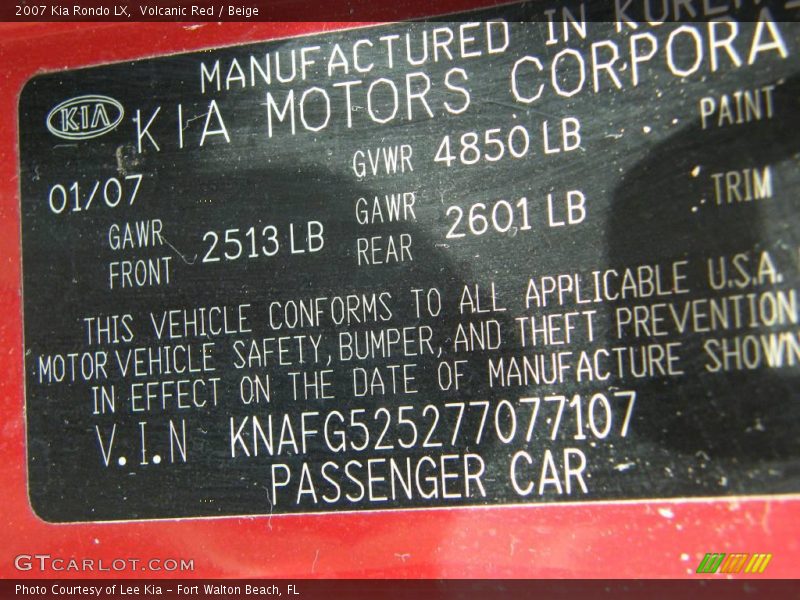 2007 Kia Rondo LX, Volcanic Red / Beige
MANUFACTURED IN
KIA KIA MOTORS CORPORA
PAINT
01/07 GVWR 4850 LB
TRIM
GAWR FRONT 2513 LB GAWR REAR 2601 LB
THIS VEHICLE CONFORMS TO ALL APPLICABLE U.S.A.
MOTOR VEHICLE SAFETY, BUMPER, AND THEFT PREVENTION
IN EFFECT ON THE DATE OF MANUFACTURE SHOWN
V.I.N KNAFG525277077107
PASSENGER CAR
GTCARLOT.COM
Photo Courtesy of Lee Kia - Fort Walton Beach, FL